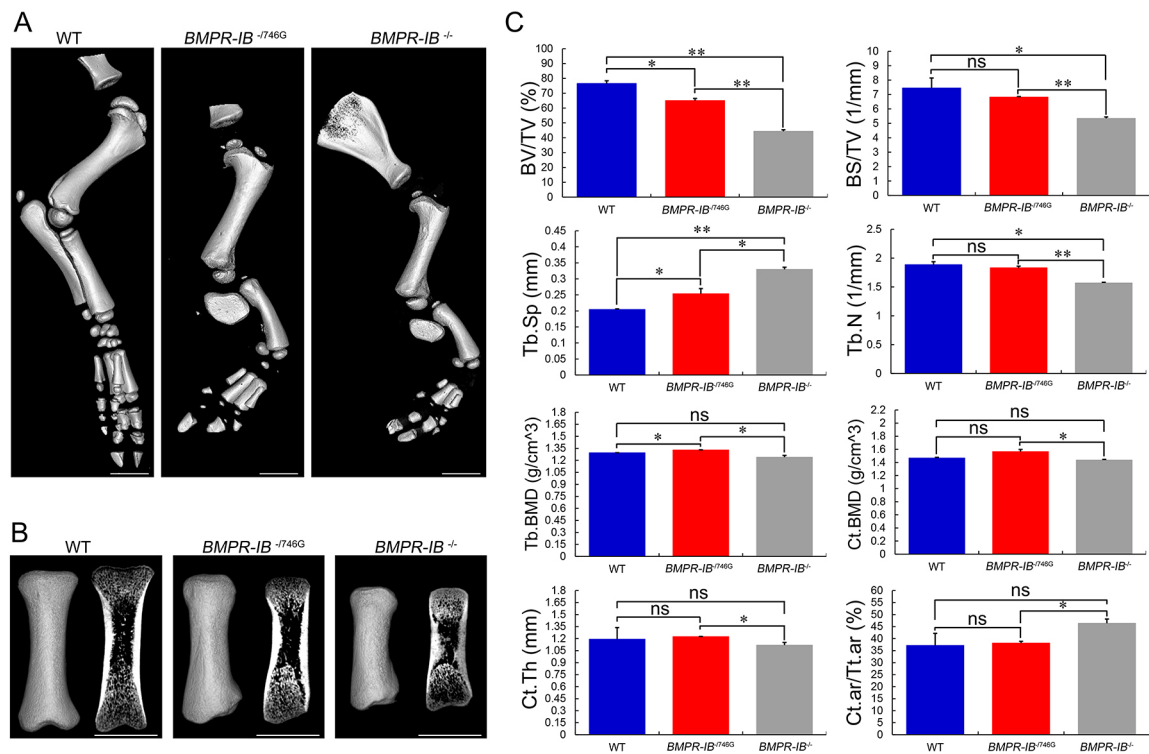 A
WT
BMPR-IB -/746G
BMPR-IB -/-
B
WT
BMPR-IB -/746G
BMPR-IB -/-
C
BV/TV (%)
100
90
80
70
60
50
40
30
20
10
0
**
*
**
WT
BMPR-IB-/746G
BMPR-IB-/-
BS/TV (1/mm)
10
9
8
7
6
5
4
3
2
1
0
*
ns
**
WT
BMPR-IB-/746G
BMPR-IB-/-
Tb.Sp (mm)
0.45
0.4
0.35
0.3
0.25
0.2
0.15
0.1
0.05
0
**
*
*
WT
BMPR-IB-/746G
BMPR-IB-/-
Tb.N (1/mm)
2.5
2
1.5
1
0.5
0
*
ns
**
WT
BMPR-IB-/746G
BMPR-IB-/-
Tb.BMD (g/cm^3)
1.8
1.65
1.5
1.35
1.2
1.05
0.9
0.75
0.6
0.45
0.3
0.15
0
ns
*
*
WT
BMPR-IB-/746G
BMPR-IB-/-
Ct.BMD (g/cm^3)
2.2
2
1.8
1.6
1.4
1.2
1
0.8
0.6
0.4
0.2
0
ns
ns
*
WT
BMPR-IB-/746G
BMPR-IB-/-
Ct.Th (mm)
1.8
1.65
1.5
1.35
1.2
1.05
0.9
0.75
0.6
0.45
0.3
0.15
0
ns
ns
*
WT
BMPR-IB-/746G
BMPR-IB-/-
Ct.ar/Tt.ar (%)
60
55
50
45
40
35
30
25
20
15
10
5
0
ns
ns
*
WT
BMPR-IB-/746G
BMPR-IB-/-